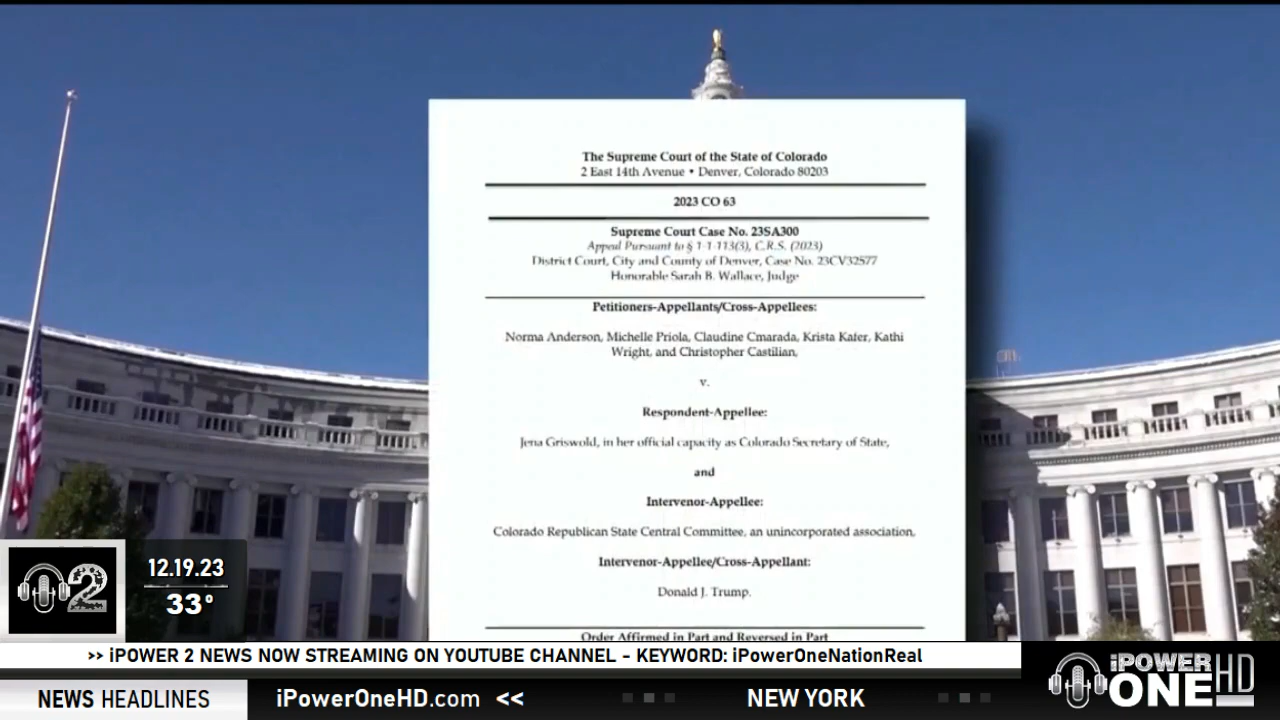 The Supreme Court of the State of Colorado
2 East 14th Avenue • Denver, Colorado 80203
2023 CO 63
Supreme Court Case No. 23SA300
Appeal Pursuant to § 1-1-113(3), C.R.S. (2023)
District Court, City and County of Denver, Case No. 23CV32577
Honorable Sarah B. Wallace, Judge
Petitioners-Appellants/Cross-Appellees:
Norma Anderson, Michelle Priola, Claudine Cmarada, Krista Kafer, Kathi
Wright, and Christopher Castilian,
v.
Respondent-Appellee:
Jena Griswold, in her official capacity as Colorado Secretary of State,
and
Intervenor-Appellee:
Colorado Republican State Central Committee, an unincorporated association,
Intervenor-Appellee/Cross-Appellant:
Donald J. Trump.
Order Affirmed in Part and Reversed in Part
2
12.19.23
33°
>> iPOWER 2 NEWS NOW STREAMING ON YOUTUBE CHANNEL - KEYWORD: iPowerOneNationReal
NEWS HEADLINES
iPowerOneHD.com <<
NEW YORK
iPOWER
ONE HD